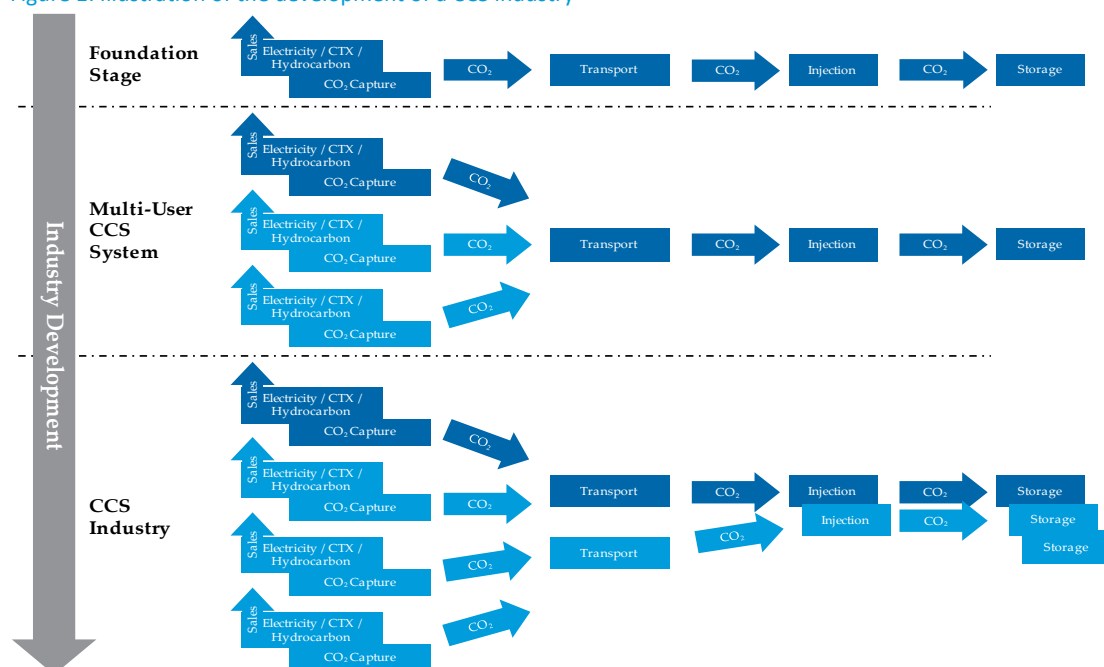 Foundation
Stage
Sales
Electricity / CTX /
Hydrocarbon
CO₂ Capture
CO₂
Transport
CO₂
Injection
CO₂
Storage
Industry Development
Multi-User
CCS
System
Sales
Electricity / CTX /
Hydrocarbon
CO₂ Capture
CO₂
Sales
Electricity / CTX /
Hydrocarbon
CO₂ Capture
CO₂
Transport
CO₂
Injection
CO₂
Storage
Sales
Electricity / CTX /
Hydrocarbon
CO₂ Capture
CO₂
CCS
Industry
Sales
Electricity / CTX /
Hydrocarbon
CO₂ Capture
CO₂
Sales
Electricity / CTX /
Hydrocarbon
CO₂ Capture
CO₂
Transport
CO₂
Injection
CO₂
Storage
Injection
CO₂
Storage
Sales
Electricity / CTX /
Hydrocarbon
CO₂ Capture
CO₂
Transport
CO₂
Storage
Sales
Electricity / CTX /
Hydrocarbon
CO₂ Capture
CO₂